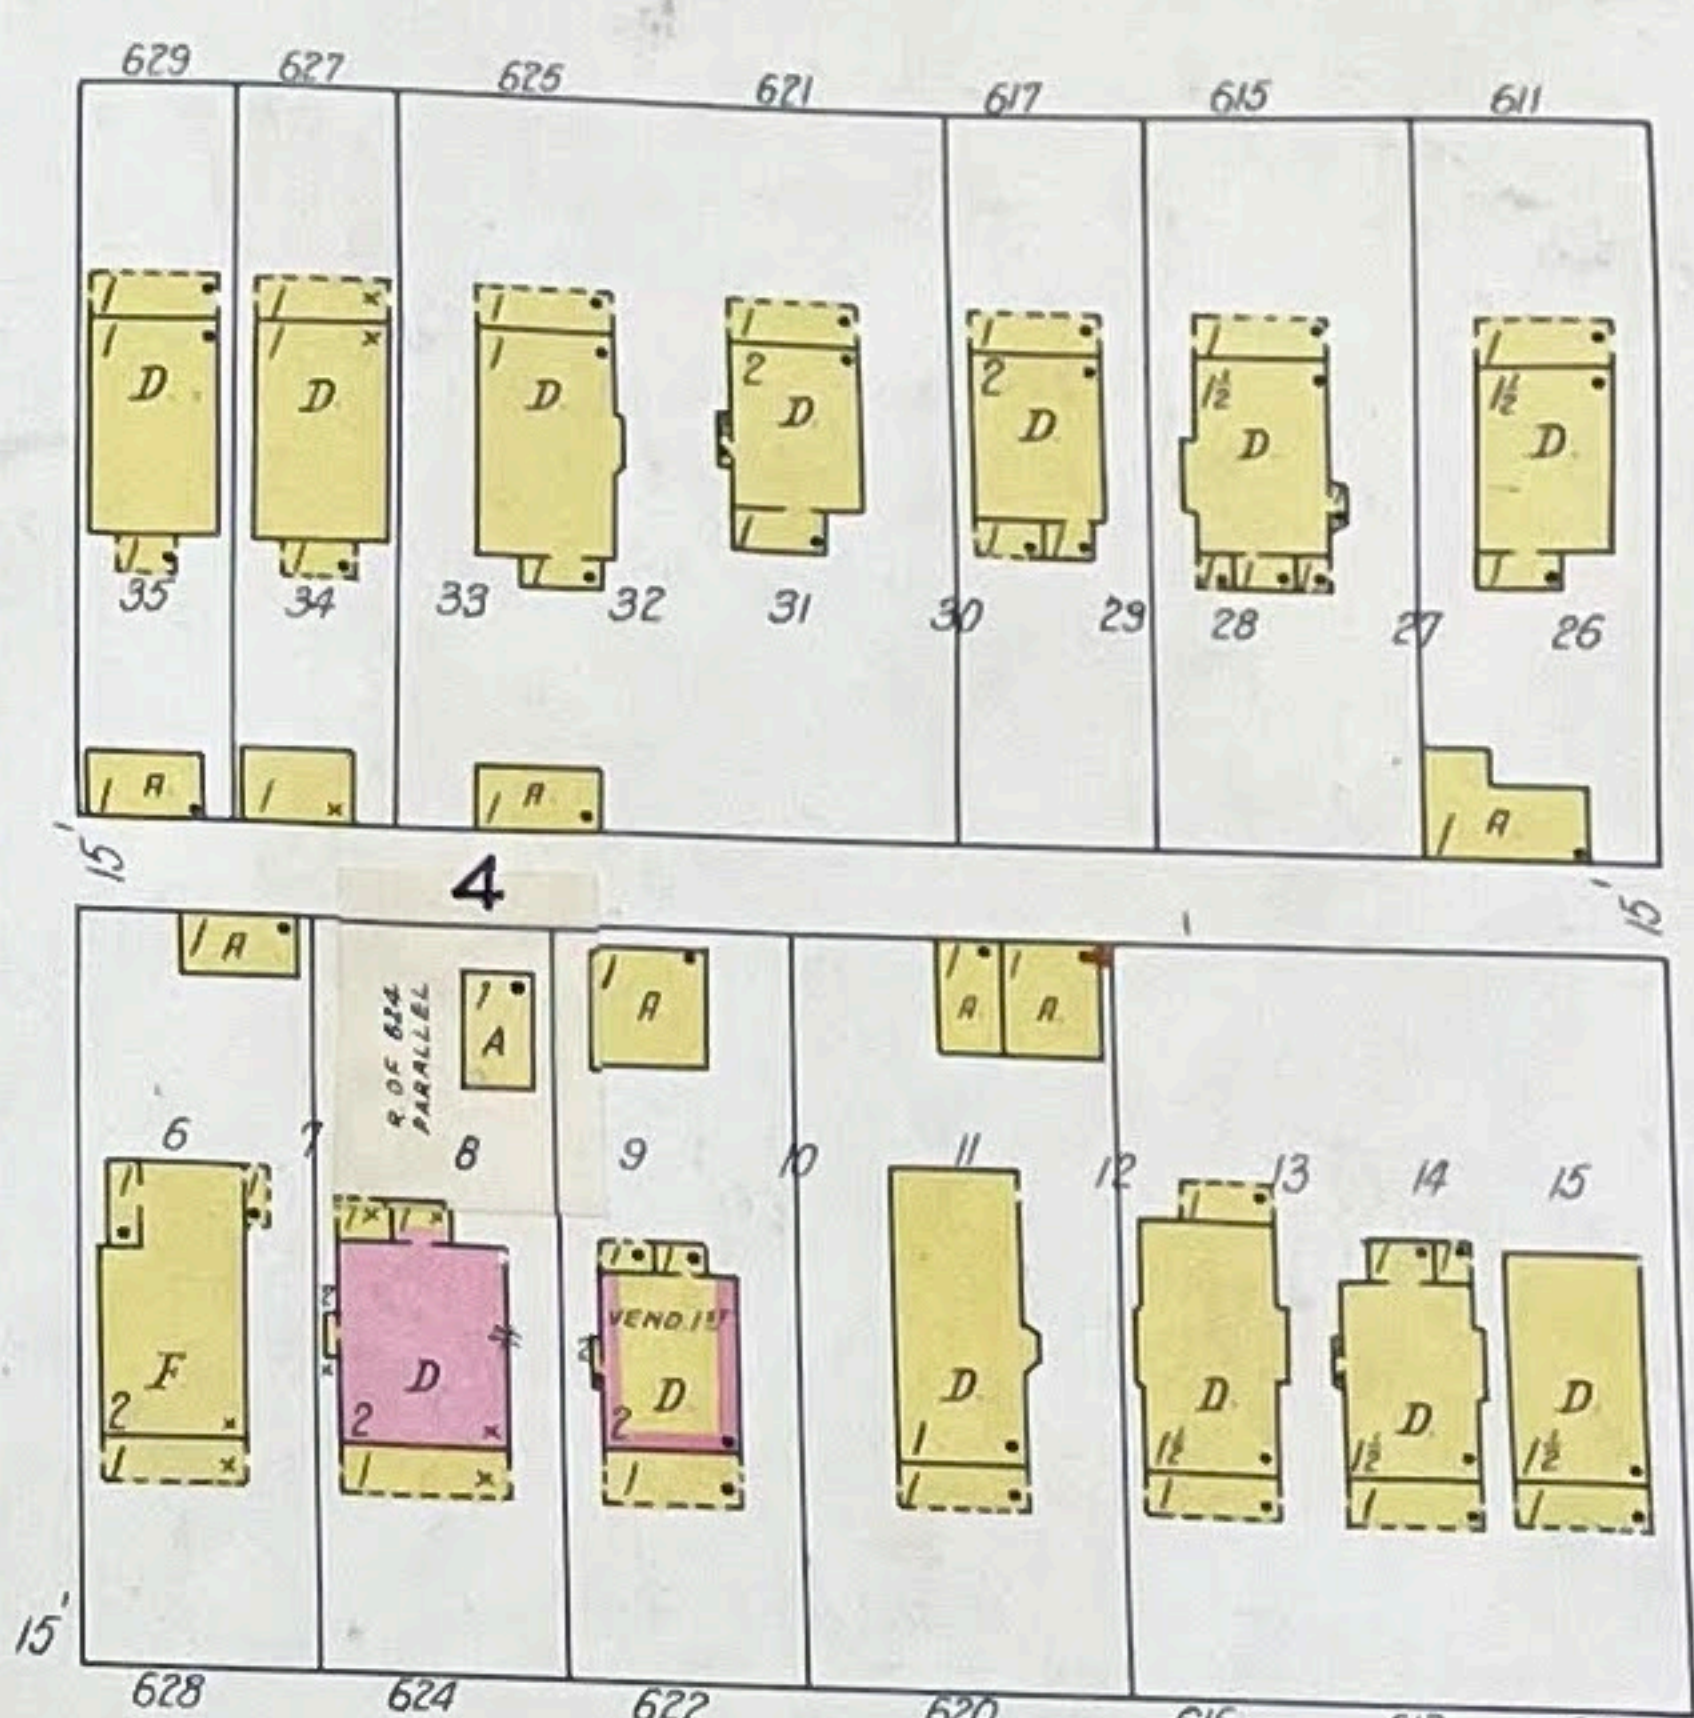 629 627 625 621 617 615 611
1 • 1 x 1 • 1 • 1 • 1 • 1 •
1 • 1 x 1 • 2 • 2 • 1½ • 1½ •
D. D. D. D. D. D. D.
1 • 1 • 1 • 1 • 1 • 1 • 1 • 1 • 1 • 1 •
35 34 33 32 31 30 29 28 27 26
1 A. 1 x 1 A. 1 A
15' 4 15'
1 A 1 A 1 A 1 A. 1 A.
R OF 624
PARALLEL
6 7 8 9 10 11 12 13 14 15
1 1 1 x 1 x 1 1 1 1 1
2 x 2
VEND. 1ST
F D D. D. D. D. D.
2 x 2 x 2 1 1½ 1½ 1½
1 x 1 x 1 1 1 1 1
15'
628 624 622 620